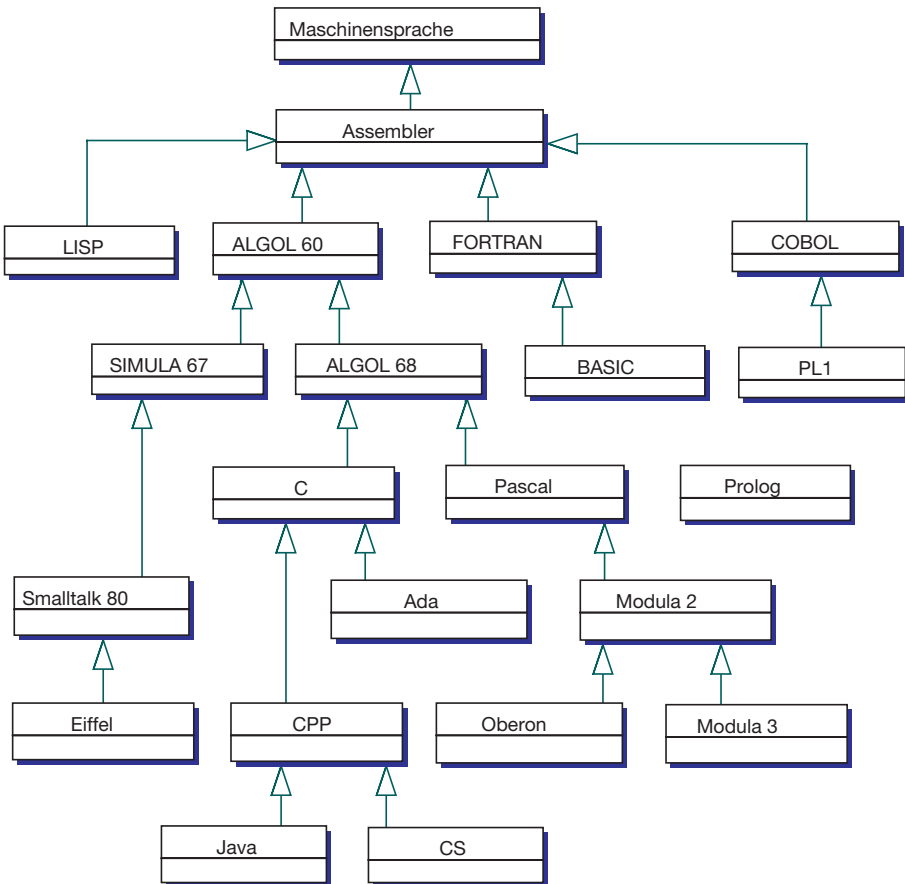 Maschinensprache
Assembler
LISP
ALGOL 60
FORTRAN
COBOL
SIMULA 67
ALGOL 68
BASIC
PL1
C
Pascal
Prolog
Smalltalk 80
Ada
Modula 2
Eiffel
CPP
Oberon
Modula 3
Java
CS